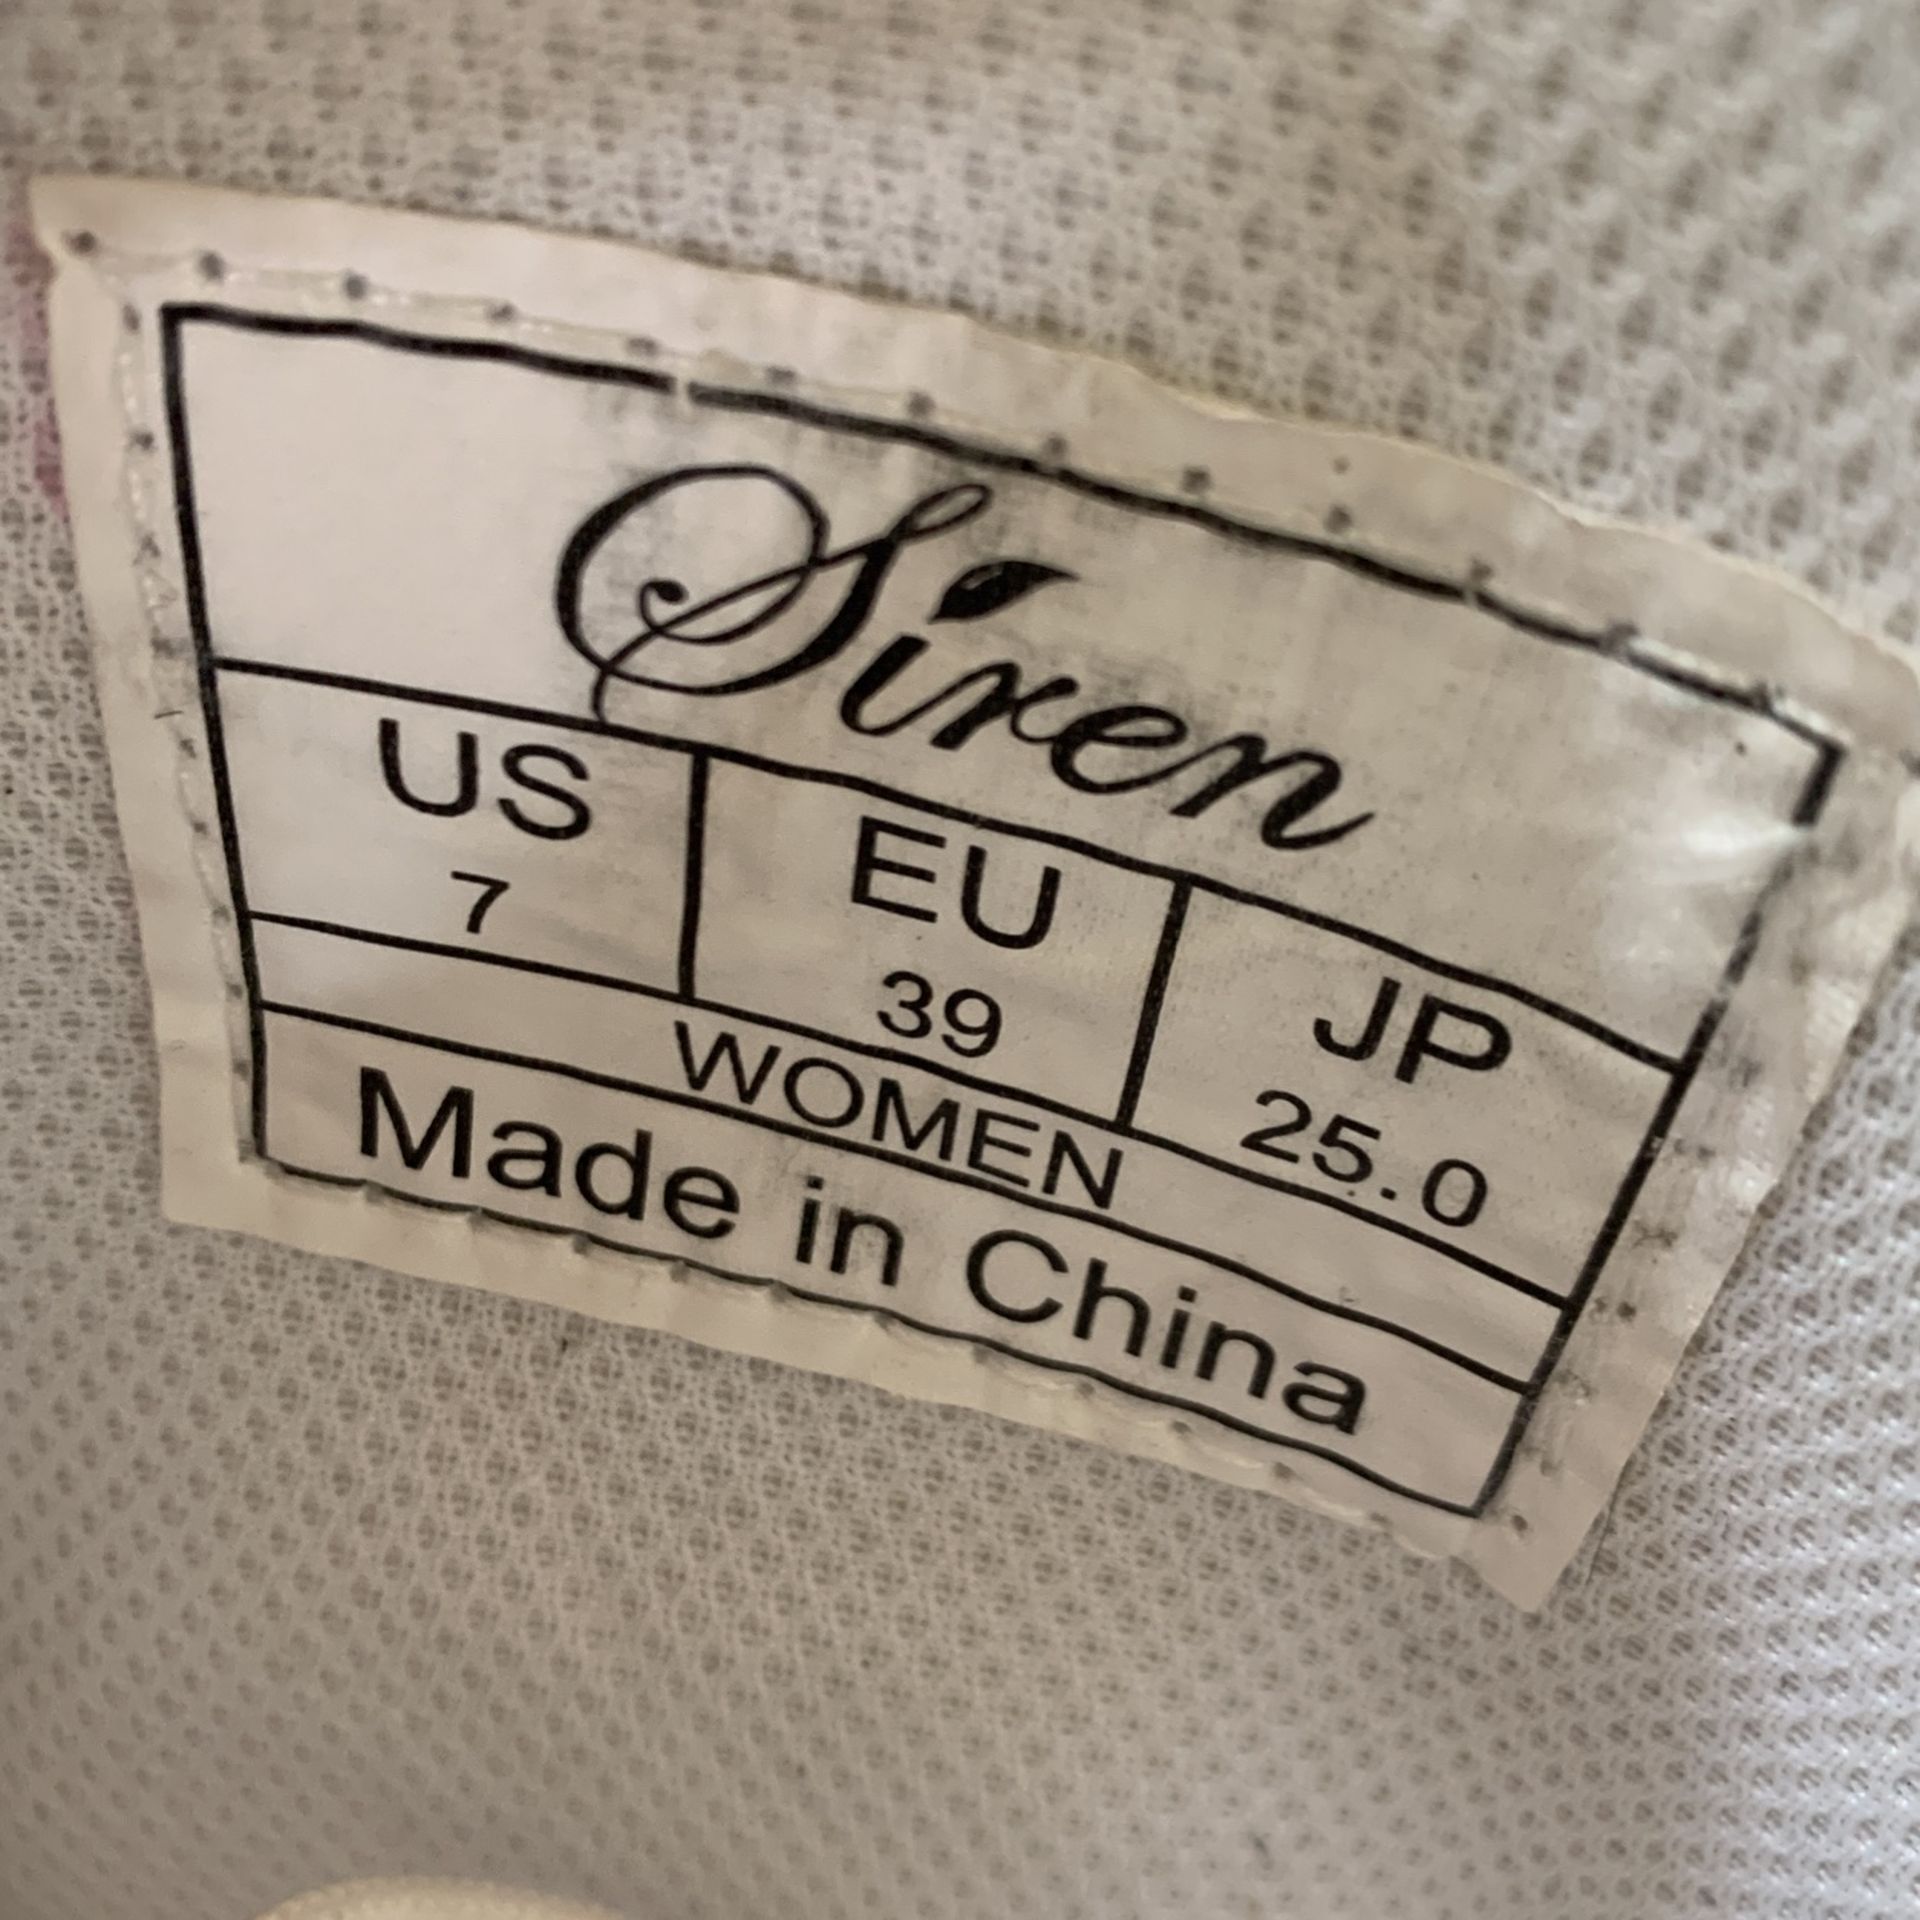 Siren
US EU JP
7 39 25.0
WOMEN
Made in China